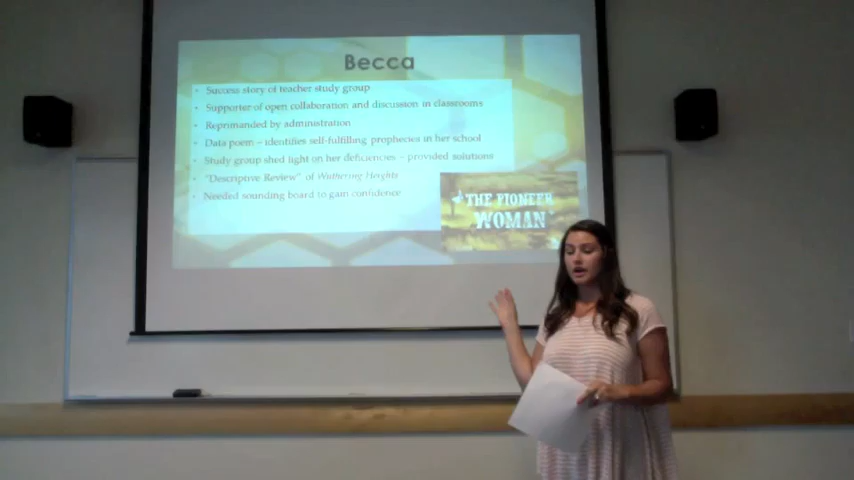 Becca
Success story of teacher study group
Supporter of open collaboration and discussion in classrooms
Reprimanded by administration
Data poem – identifies self-fulfilling prophecies in her school
Study group shed light on her deficiencies – provided solutions
"Descriptive Review" of Wuthering Heights
Needed sounding board to gain confidence
THE PIONEER
WOMAN